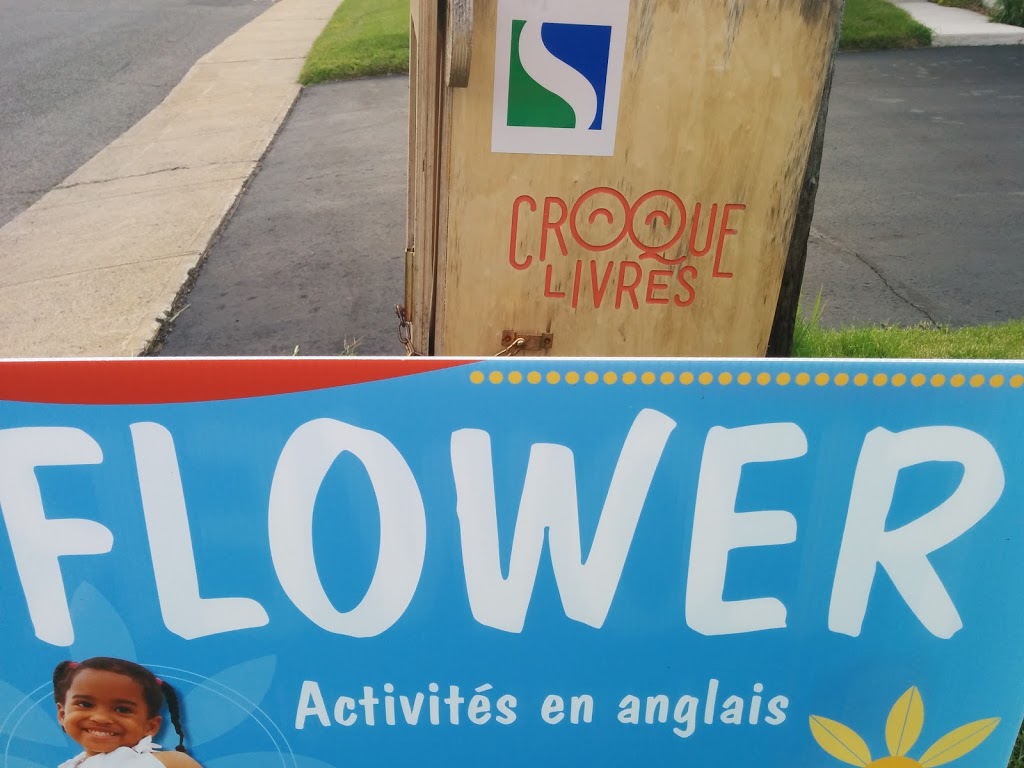 CROQUE
LIVRES
FLOWER
Activités en anglais